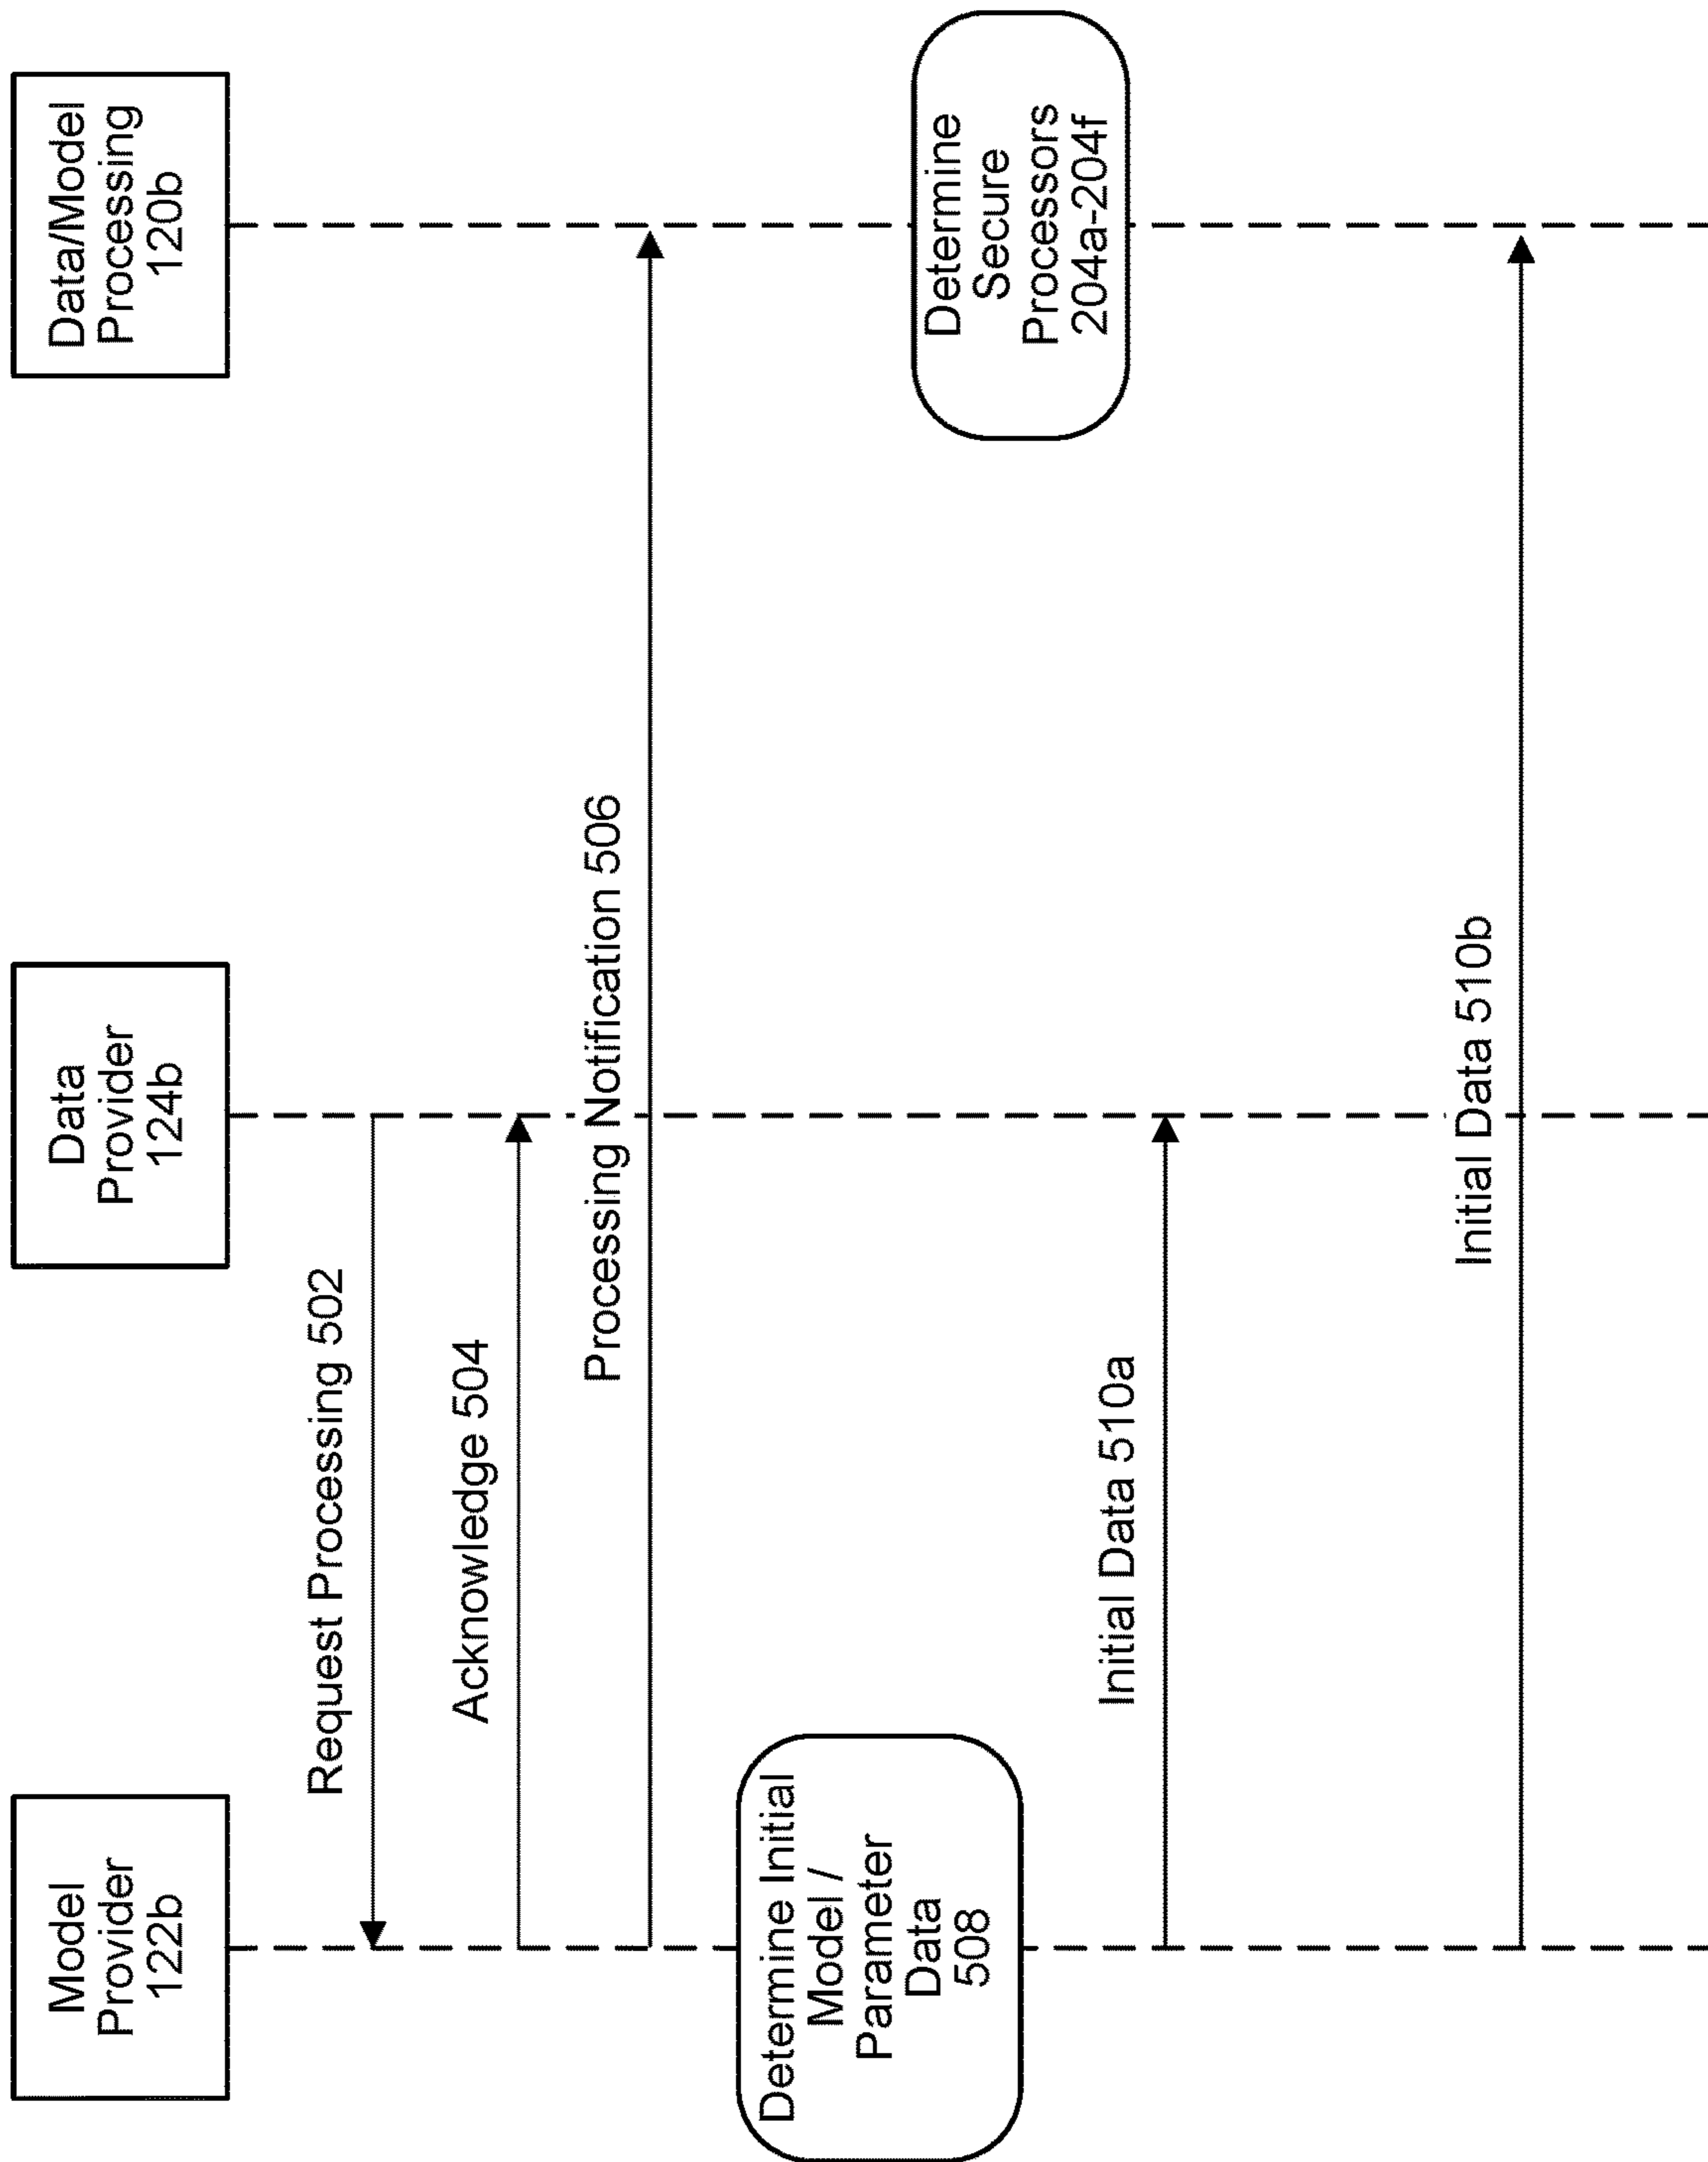 Model
Provider
122b
Data
Provider
124b
Data/Model
Processing
120b
Request Processing 502
Acknowledge 504
Processing Notification 506
Determine Initial
Model /
Parameter
Data
508
Determine
Secure
Processors
204a-204f
Initial Data 510a
Initial Data 510b